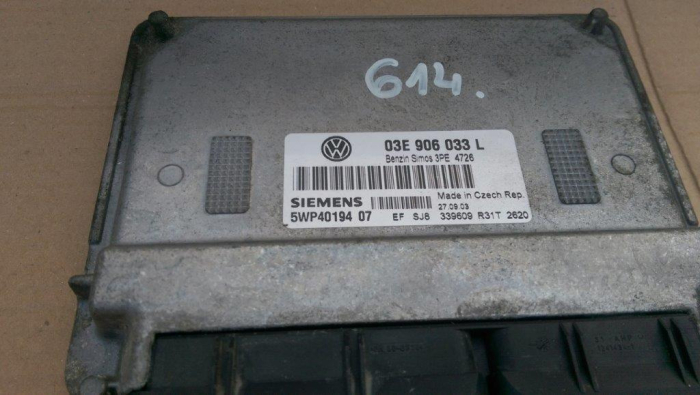 614.
VW
03E 906 033 L
Benzin Simos 3PE 4726
Made in Czech Rep.
SIEMENS 27.09.03
5WP40194 07 EF SJ8 339609 R31T 2620